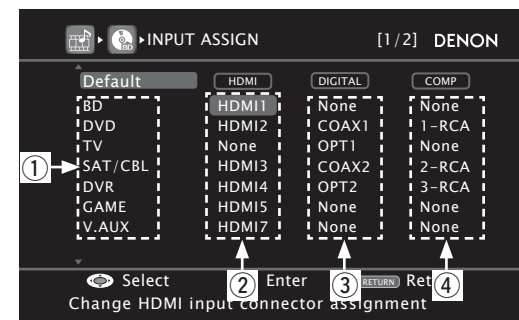 BD INPUT ASSIGN [1/2] DENON
Default HDMI DIGITAL COMP
BD HDMI1 None None
DVD HDMI2 COAX1 1-RCA
TV None OPT1 None
① SAT/CBL HDMI3 COAX2 2-RCA
DVR HDMI4 OPT2 3-RCA
GAME HDMI5 None None
V.AUX HDMI7 None None
Select ② Enter ③ RETURN Ret ④
Change HDMI input connector assignment